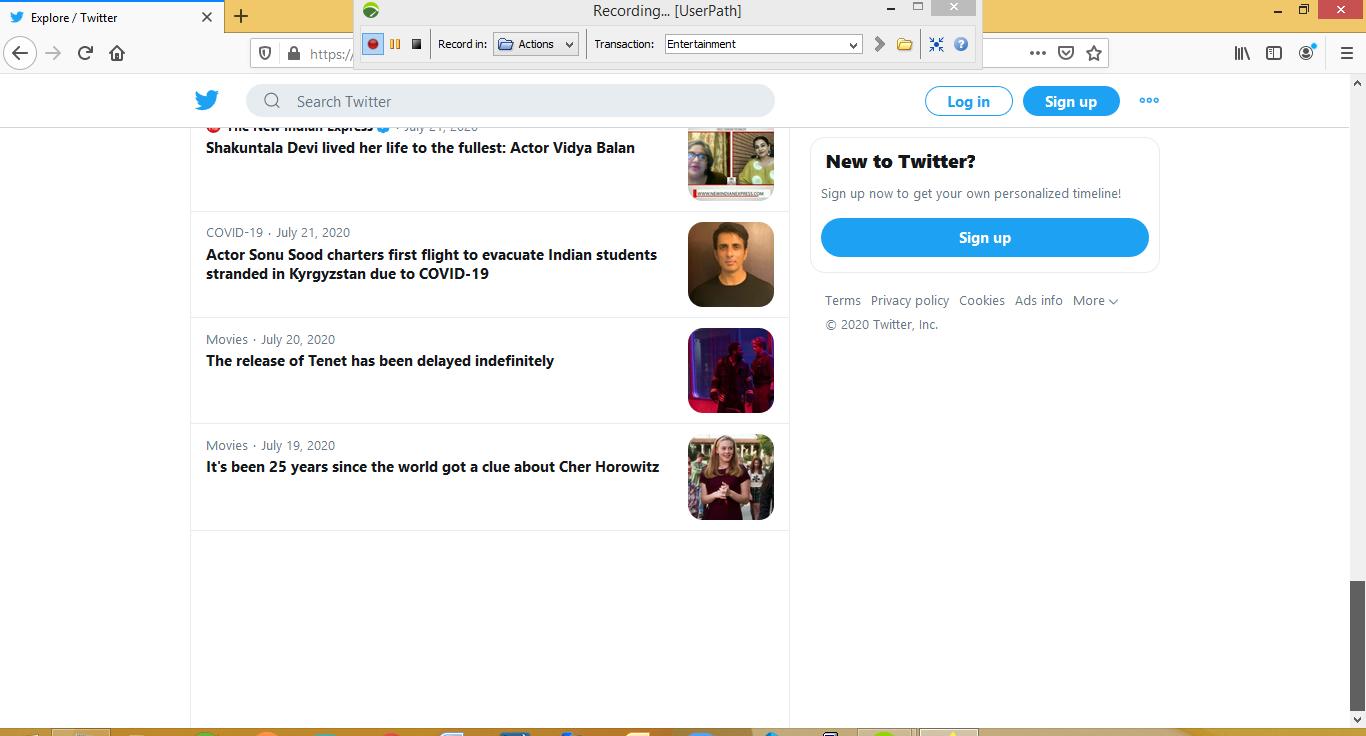 Explore / Twitter
Recording... [UserPath]
Record in:
Actions
Transaction:
Entertainment
https:/
Search Twitter
Log in
Sign up
The New Indian Express · July 21, 2020
Shakuntala Devi lived her life to the fullest: Actor Vidya Balan
WWW.NEWINDIANEXPRESS.COM
COVID-19 · July 21, 2020
Actor Sonu Sood charters first flight to evacuate Indian students
stranded in Kyrgyzstan due to COVID-19
Movies · July 20, 2020
The release of Tenet has been delayed indefinitely
Movies · July 19, 2020
It's been 25 years since the world got a clue about Cher Horowitz
New to Twitter?
Sign up now to get your own personalized timeline!
Sign up
Terms Privacy policy Cookies Ads info More
© 2020 Twitter, Inc.